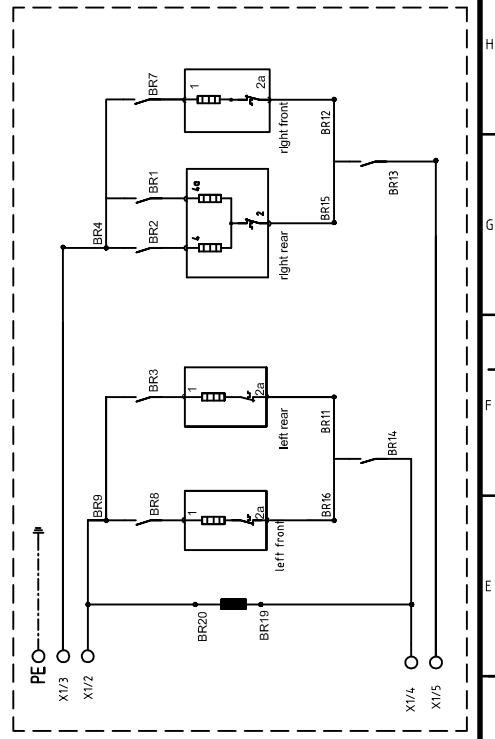 H
BR7
1
2a
right front
BR12
BR13
BR1
4a
BR4
BR2
4
2
right rear
BR15
G
BR3
1
2a
left rear
BR11
F
BR14
BR9
BR8
1
2a
left front
BR16
E
BR20
BR19
PE
X1/3
X1/2
X1/4
X1/5